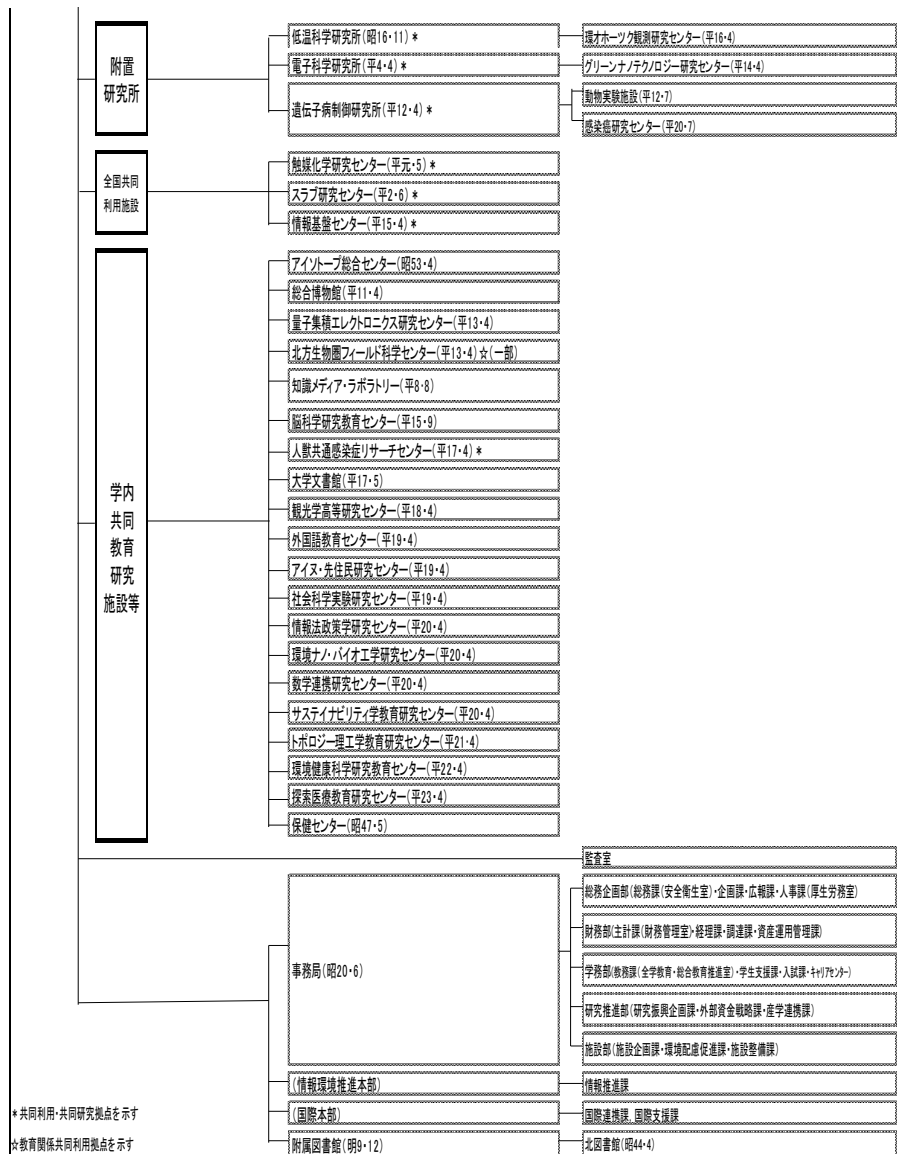 附置
研究所
低温科学研究所(昭16・11)*
環オホーツク観測研究センター(平16・4)
電子科学研究所(平4・4)*
グリーンナノテクノロジー研究センター(平14・4)
遺伝子病制御研究所(平12・4)*
動物実験施設(平12・7)
感染癌研究センター(平20・7)
全国共同
利用施設
触媒化学研究センター(平元・5)*
スラブ研究センター(平2・6)*
情報基盤センター(平15・4)*
学内
共同
教育
研究
施設等
アイソトープ総合センター(昭53・4)
総合博物館(平11・4)
量子集積エレクトロニクス研究センター(平13・4)
北方生物圏フィールド科学センター(平13・4)☆(一部)
知識メディア・ラボラトリー(平8・8)
脳科学研究教育センター(平15・9)
人獣共通感染症リサーチセンター(平17・4)*
大学文書館(平17・5)
観光学高等研究センター(平18・4)
外国語教育センター(平19・4)
アイヌ・先住民研究センター(平19・4)
社会科学実験研究センター(平19・4)
情報法政策学研究センター(平20・4)
環境ナノ・バイオ工学研究センター(平20・4)
数学連携研究センター(平20・4)
サステイナビリティ学教育研究センター(平20・4)
トポロジー理工学教育研究センター(平21・4)
環境健康科学研究教育センター(平22・4)
探索医療教育研究センター(平23・4)
保健センター(昭47・5)
監査室
事務局(昭20・6)
総務企画部(総務課(安全衛生室)・企画課・広報課・人事課(厚生労務室)
財務部(主計課(財務管理室)・経理課・調達課・資産運用管理課)
学務部(教務課(全学教育・総合教育推進室)・学生支援課・入試課・キャリアセンター)
研究推進部(研究振興企画課・外部資金戦略課・産学連携課)
施設部(施設企画課・環境配慮促進課・施設整備課)
(情報環境推進本部)
情報推進課
(国際本部)
国際連携課,国際支援課
附属図書館(明9・12)
北図書館(昭44・4)
*共同利用・共同研究拠点を示す
☆教育関係共同利用拠点を示す